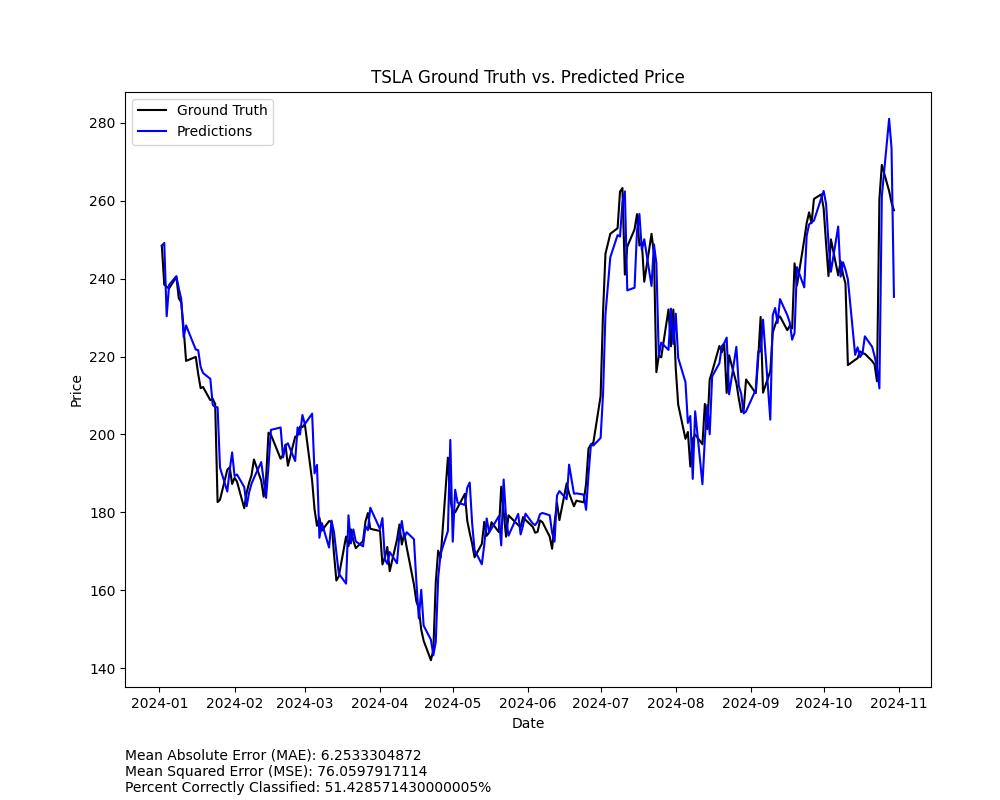 TSLA Ground Truth vs. Predicted Price
Ground Truth
Predictions
280
260
240
220
200
180
160
140
Price
2024-01 2024-02 2024-03 2024-04 2024-05 2024-06 2024-07 2024-08 2024-09 2024-10 2024-11
Date
Mean Absolute Error (MAE): 6.2533304872
Mean Squared Error (MSE): 76.0597917114
Percent Correctly Classified: 51.428571430000005%